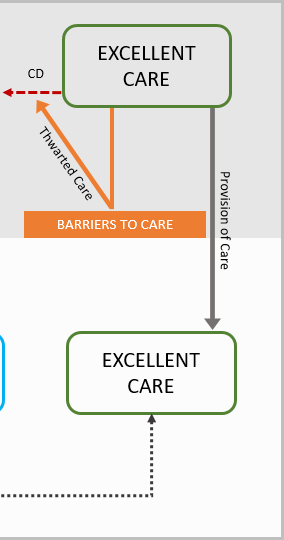 EXCELLENT
CARE
CD
Thwarted Care
Provision of Care
BARRIERS TO CARE
EXCELLENT
CARE